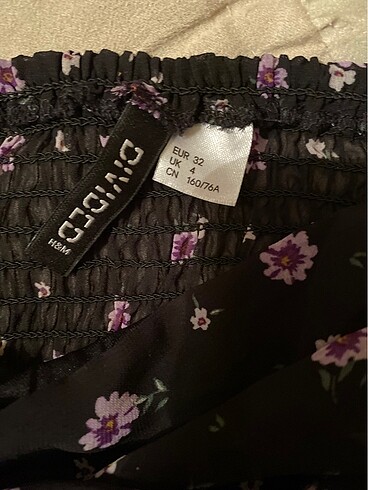 DIVIDED
H&M
EUR 32
UK 4
CN 160/76A